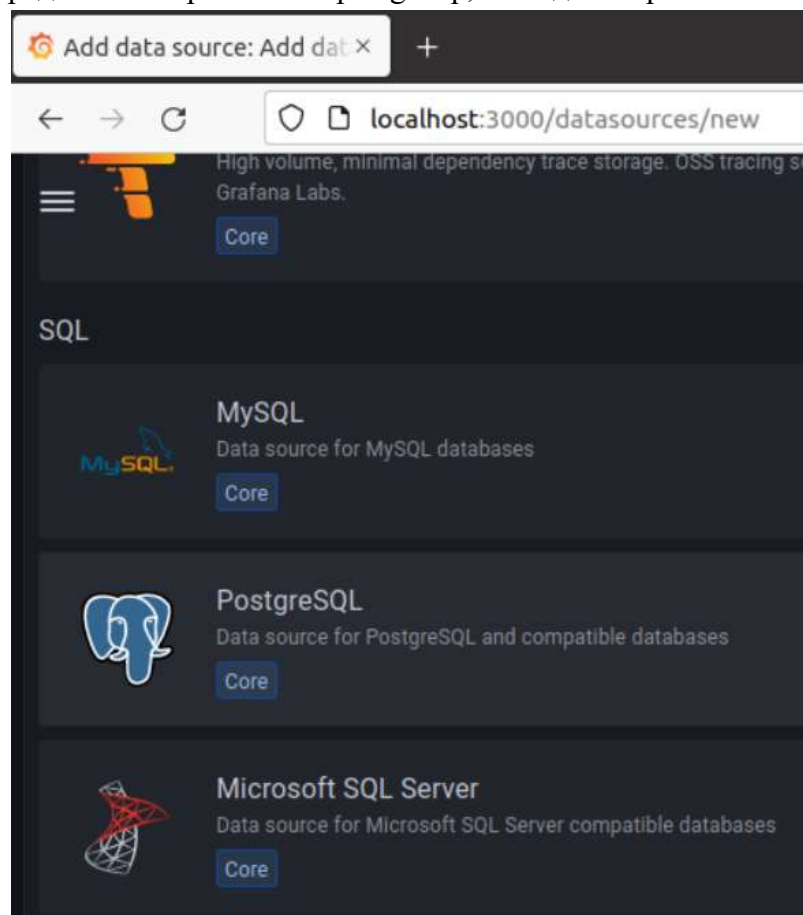 Add data source: Add dat
localhost:3000/datasources/new
High volume, minimal dependency trace storage. OSS tracing
Grafana Labs.
Core
SQL
MySQL
MySQL
Data source for MySQL databases
Core
PostgreSQL
Data source for PostgreSQL and compatible databases
Core
Microsoft SQL Server
Data source for Microsoft SQL Server compatible databases
Core